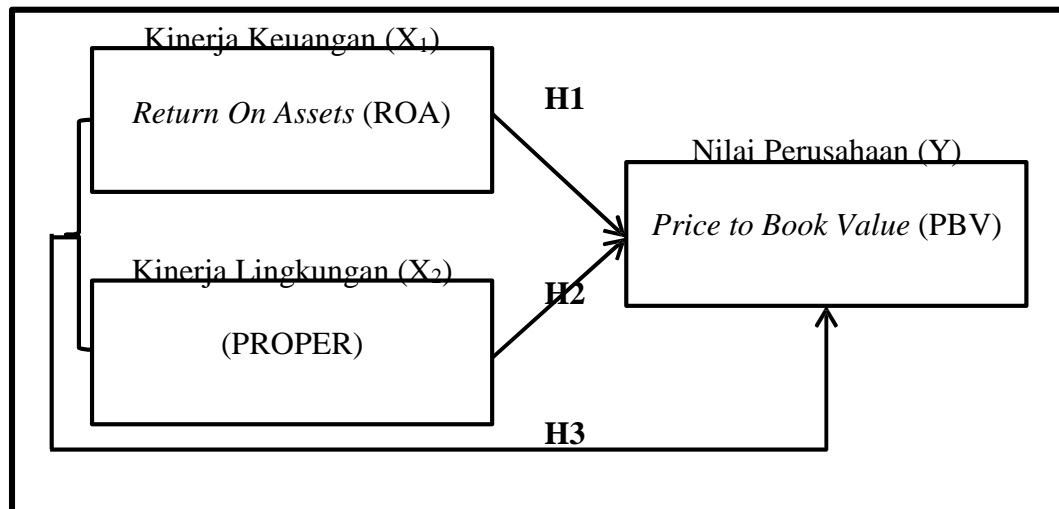 Kinerja Keuangan (X₁)
Return On Assets (ROA)
H1
Nilai Perusahaan (Y)
Price to Book Value (PBV)
Kinerja Lingkungan (X₂)
H2
(PROPER)
H3